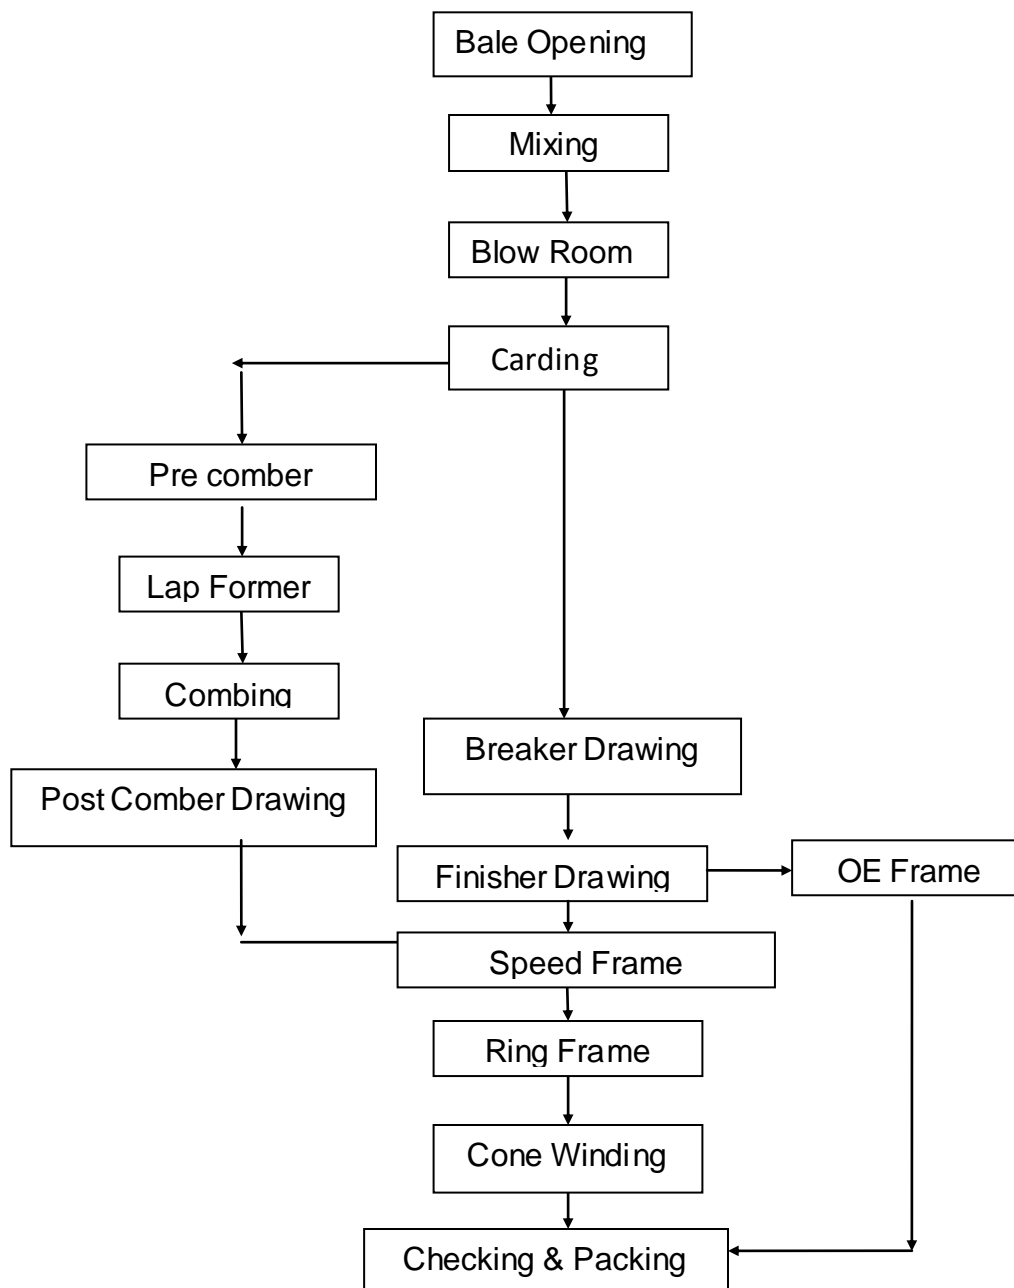 Bale Opening
Mixing
Blow Room
Carding
Pre comber
Lap Former
Combing
Breaker Drawing
Post Comber Drawing
Finisher Drawing
OE Frame
Speed Frame
Ring Frame
Cone Winding
Checking & Packing